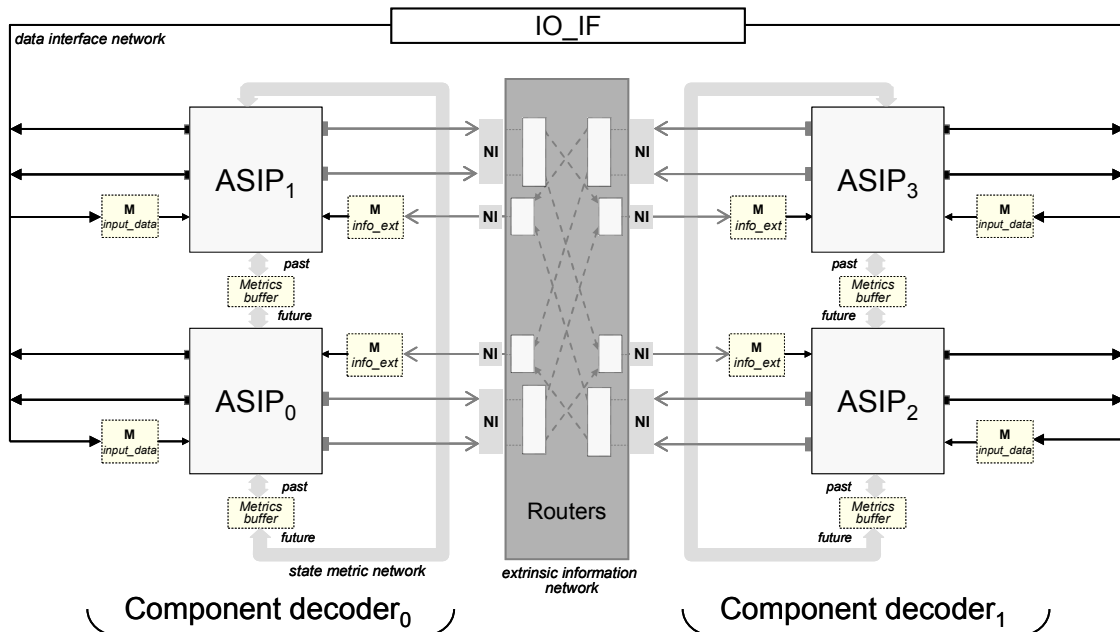 IO_IF
data interface network
ASIP1
ASIP3
NI
NI
M
input_data
M
info_ext
NI
NI
M
info_ext
M
input_data
past
Metrics
buffer
future
past
Metrics
buffer
future
ASIP0
M
info_ext
NI
NI
M
info_ext
ASIP2
M
input_data
NI
NI
M
input_data
past
Metrics
buffer
future
Routers
past
Metrics
buffer
future
state metric network
extrinsic information
network
Component decoder0
Component decoder1